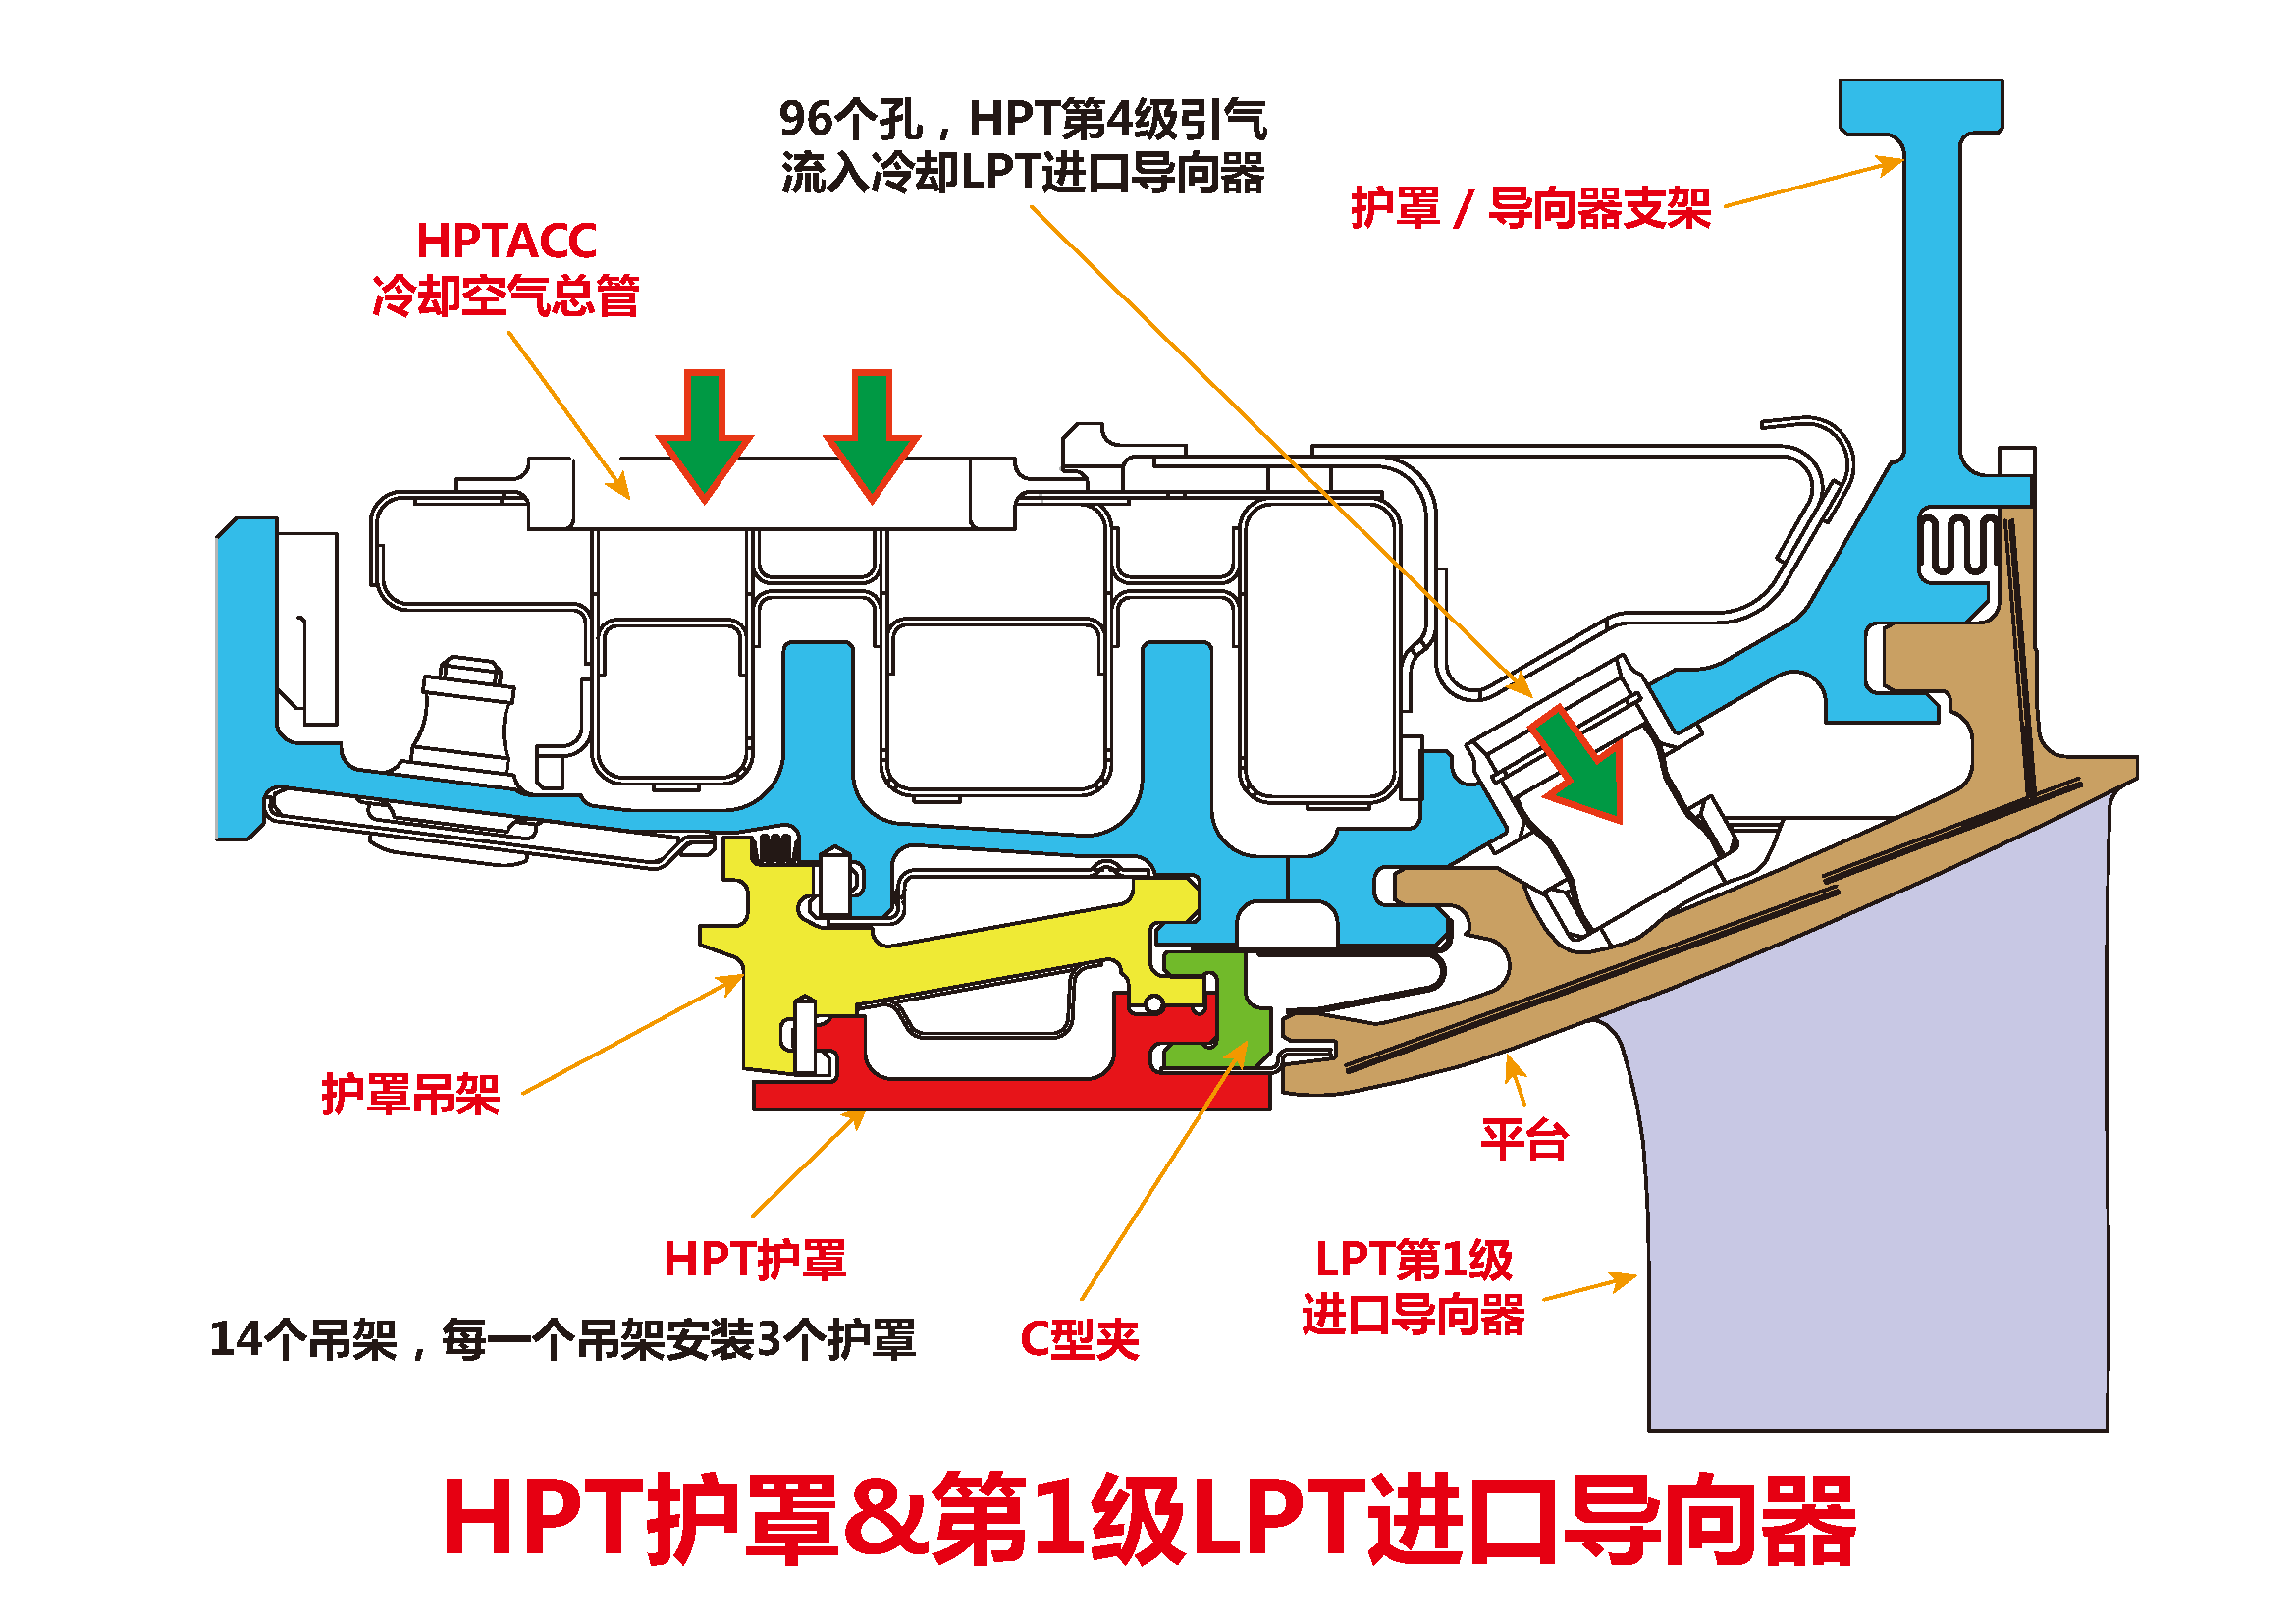 96个孔，HPT第4级引气
流入冷却LPT进口导向器
护罩 / 导向器支架
HPTACC
冷却空气总管
护罩吊架
平台
HPT护罩
LPT第1级
进口导向器
14个吊架，每一个吊架安装3个护罩
C型夹
HPT护罩&第1级LPT进口导向器